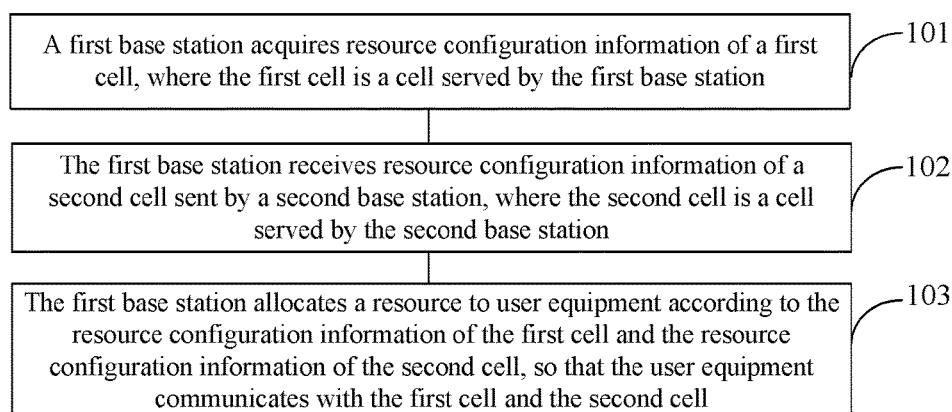 A first base station acquires resource configuration information of a first
cell, where the first cell is a cell served by the first base station
101
The first base station receives resource configuration information of a
second cell sent by a second base station, where the second cell is a cell
served by the second base station
102
The first base station allocates a resource to user equipment according to the
resource configuration information of the first cell and the resource
configuration information of the second cell, so that the user equipment
communicates with the first cell and the second cell
103